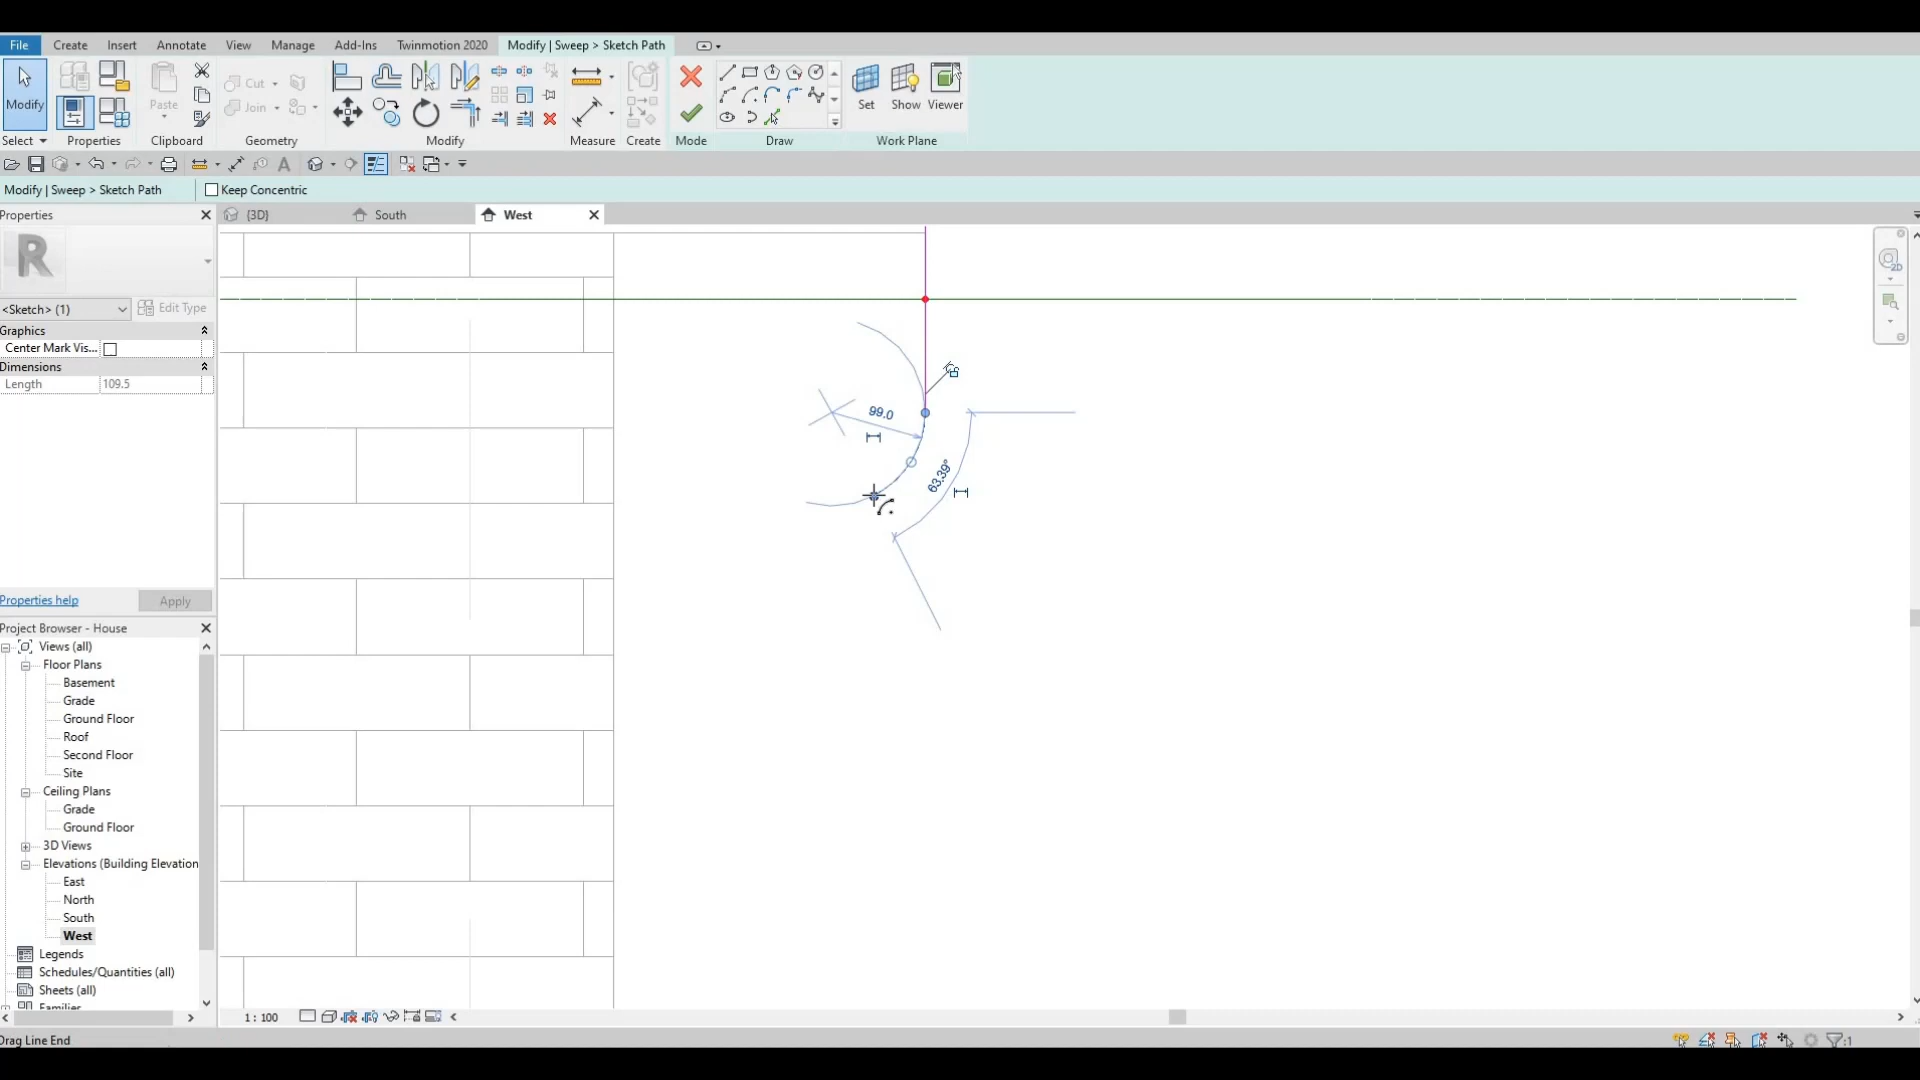 File Create Insert Annotate View Manage Add-Ins Twinmotion 2020 Modify | Sweep > Sketch Path
Modify Paste Cut Join Set Show Viewer
Select Properties Clipboard Geometry Modify Measure Create Mode Draw Work Plane
Modify | Sweep > Sketch Path Keep Concentric
Properties {3D} South West
R
<Sketch> (1) Edit Type
Graphics
Center Mark Vis...
Dimensions
Length 109.5
99.0
63.39°
2D
Properties help Apply
Project Browser - House
Views (all)
Floor Plans
Basement
Grade
Ground Floor
Roof
Second Floor
Site
Ceiling Plans
Grade
Ground Floor
3D Views
Elevations (Building Elevation
East
North
South
West
Legends
Schedules/Quantities (all)
Sheets (all)
Families
1 : 100
Drag Line End :1